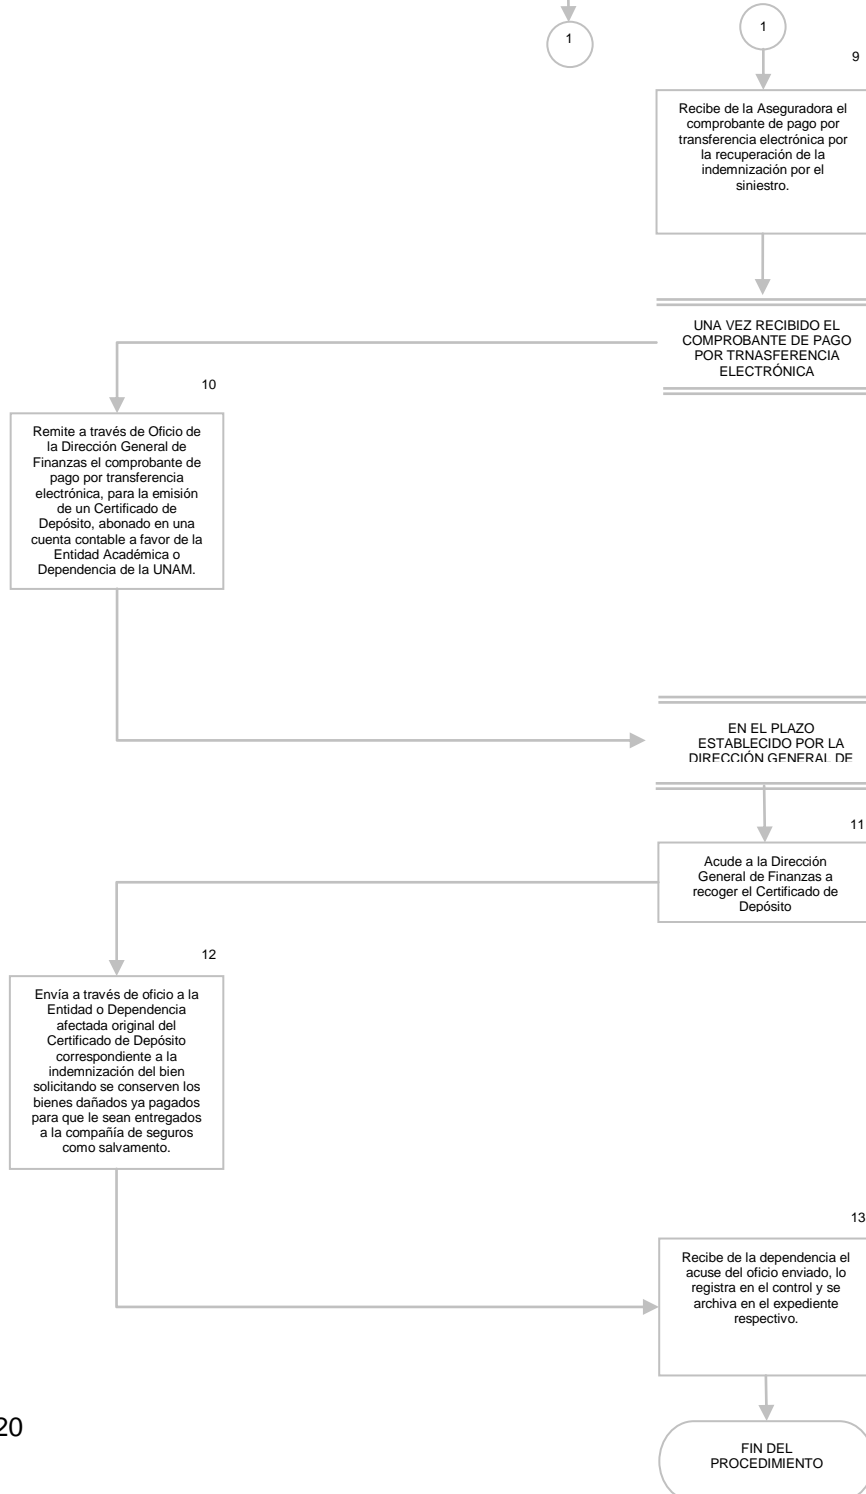 1
1
9
Recibe de la Aseguradora el
comprobante de pago por
transferencia electrónica por
la recuperación de la
indemnización por el
siniestro.
UNA VEZ RECIBIDO EL
COMPROBANTE DE PAGO
POR TRNASFERENCIA
ELECTRÓNICA
10
Remite a través de Oficio de
la Dirección General de
Finanzas el comprobante de
pago por transferencia
electrónica, para la emisión
de un Certificado de
Depósito, abonado en una
cuenta contable a favor de la
Entidad Académica o
Dependencia de la UNAM.
EN EL PLAZO
ESTABLECIDO POR LA
DIRECCIÓN GENERAL DE
11
Acude a la Dirección
General de Finanzas a
recoger el Certificado de
Depósito
12
Envía a través de oficio a la
Entidad o Dependencia
afectada original del
Certificado de Depósito
correspondiente a la
indemnización del bien
solicitando se conserven los
bienes dañados ya pagados
para que le sean entregados
a la compañía de seguros
como salvamento.
13
Recibe de la dependencia el
acuse del oficio enviado, lo
registra en el control y se
archiva en el expediente
respectivo.
20
FIN DEL
PROCEDIMIENTO